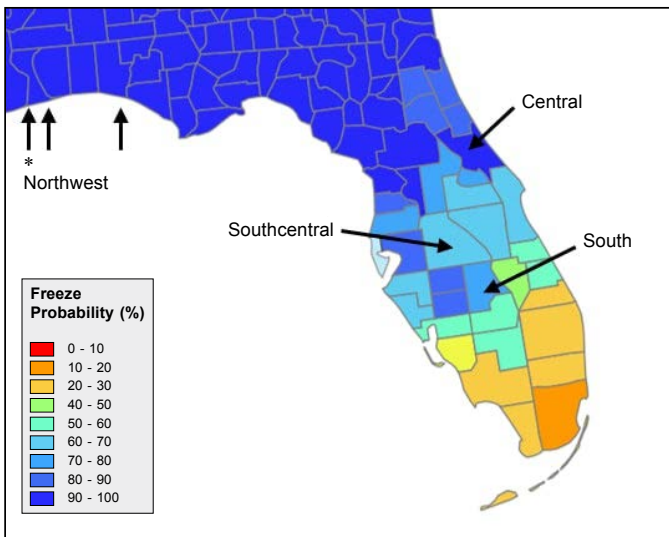 Central
*
Northwest
Southcentral
South
Freeze
Probability (%)
0 - 10
10 - 20
20 - 30
40 - 50
50 - 60
60 - 70
70 - 80
80 - 90
90 - 100